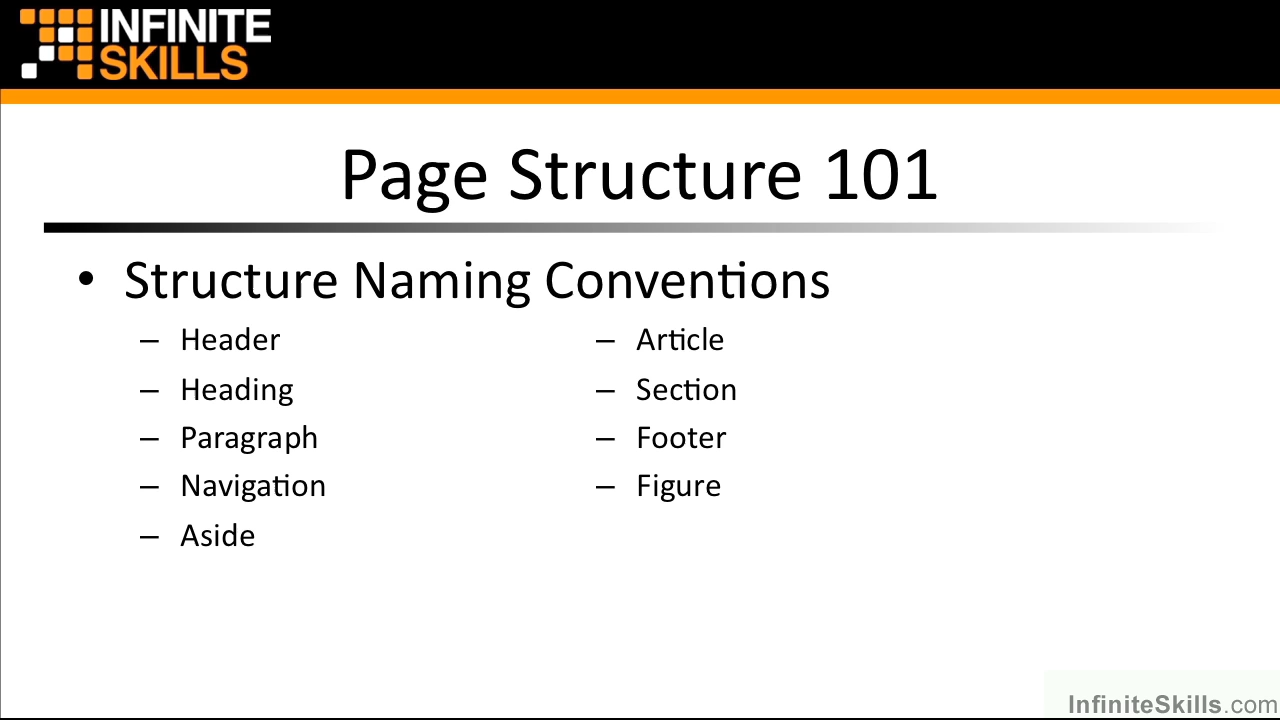 INFINITE
SKILLS
Page Structure 101
• Structure Naming Conventions
– Header
– Heading
– Paragraph
– Navigation
– Aside
– Article
– Section
– Footer
– Figure
InfiniteSkills.com